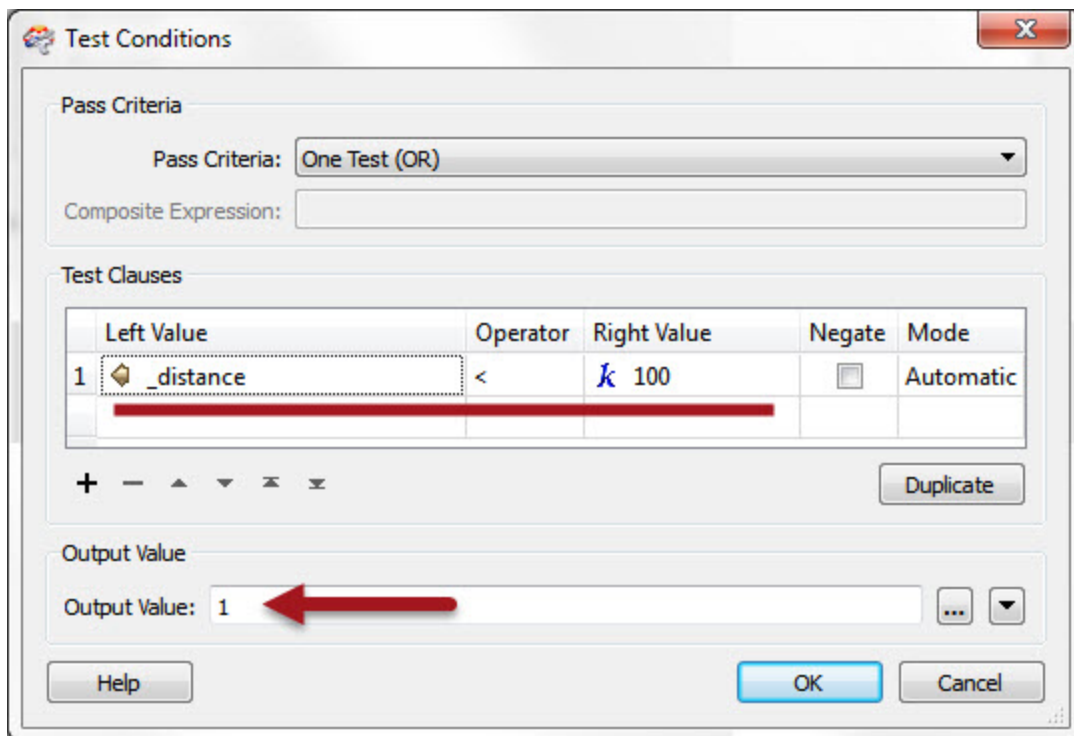 Test Conditions
Pass Criteria
Pass Criteria: One Test (OR)
Composite Expression:
Test Clauses
Left Value Operator Right Value Negate Mode
1 _distance < k 100 Automatic
Duplicate
Output Value
Output Value: 1 ...
Help OK Cancel